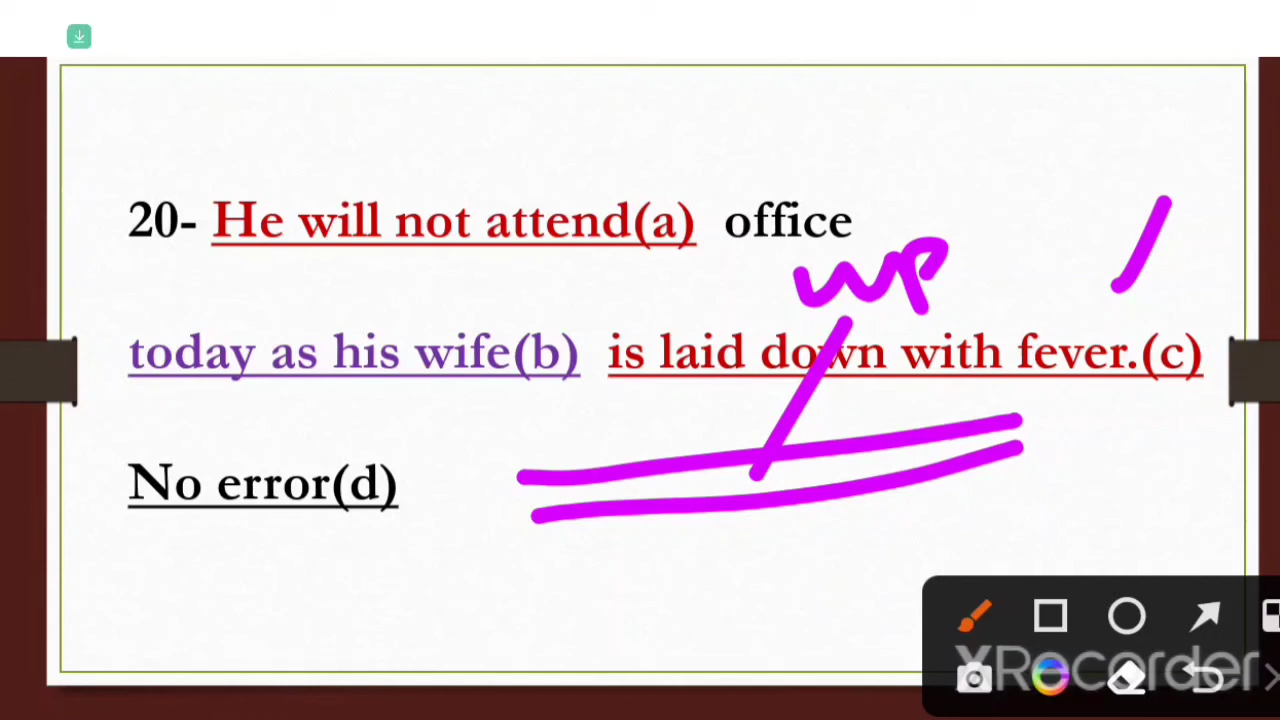 20- He will not attend(a) office
up
today as his wife(b) is laid down with fever.(c)
No error(d)
XRecorder